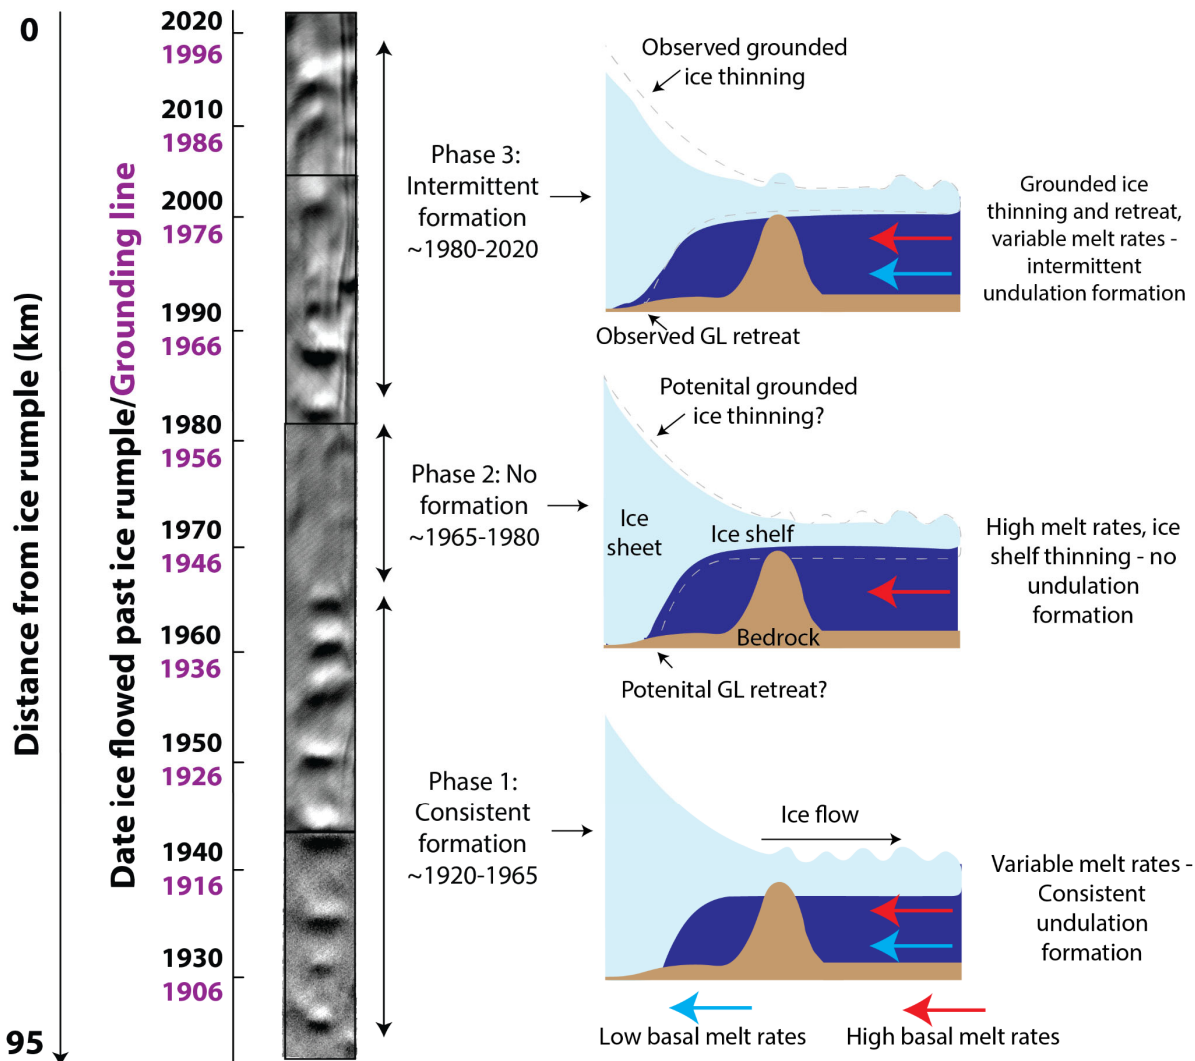 0
95
Distance from ice rumple (km)
Date ice flowed past ice rumple/Grounding line
2020
1996
2010
1986
2000
1976
1990
1966
1980
1956
1970
1946
1960
1936
1950
1926
1940
1916
1930
1906
Phase 3:
Intermittent
formation
~1980-2020
Observed grounded
ice thinning
Observed GL retreat
Grounded ice
thinning and retreat,
variable melt rates -
intermittent
undulation formation
Phase 2: No
formation
~1965-1980
Potenital grounded
ice thinning?
Ice
sheet
Ice shelf
Bedrock
Potenital GL retreat?
High melt rates, ice
shelf thinning - no
undulation
formation
Phase 1:
Consistent
formation
~1920-1965
Ice flow
Variable melt rates -
Consistent
undulation
formation
Low basal melt rates
High basal melt rates